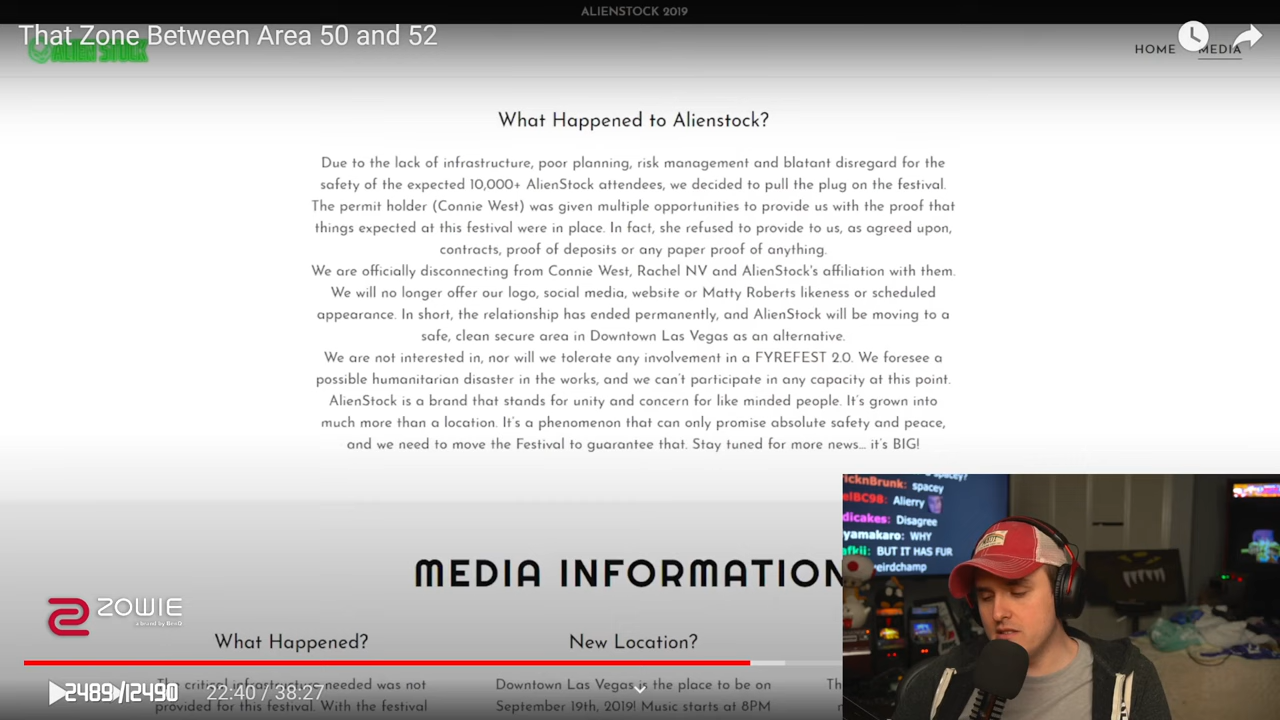 ALIENSTOCK 2019
That Zone Between Area 50 and 52
ALIEN STOCK
HOME
MEDIA
What Happened to Alienstock?
Due to the lack of infrastructure, poor planning, risk management and blatant disregard for the
safety of the expected 10,000+ AlienStock attendees, we decided to pull the plug on the festival.
The permit holder (Connie West) was given multiple opportunities to provide us with the proof that
things expected at this festival were in place. In fact, she refused to provide to us, as agreed upon,
contracts, proof of deposits or any paper proof of anything.
We are officially disconnecting from Connie West, Rachel NV and AlienStock's affiliation with them.
We will no longer offer our logo, social media, website or Matty Roberts likeness or scheduled
appearance. In short, the relationship has ended permanently, and AlienStock will be moving to a
safe, clean secure area in Downtown Las Vegas as an alternative.
We are not interested in, nor will we tolerate any involvement in a FYREFEST 2.0. We foresee a
possible humanitarian disaster in the works, and we can't participate in any capacity at this point.
AlienStock is a brand that stands for unity and concern for like minded people. It's grown into
much more than a location. It's a phenomenon that can only promise absolute safety and peace,
and we need to move the Festival to guarantee that. Stay tuned for more news... it's BIG!
spacey?
ricknBrunk: spacey
elBC98: Alierry
dicakes: Disagree
yamakaro: WHY
afkii: BUT IT HAS FUR
weirdchamp
MEDIA INFORMATION
ZOWIE
a brand by BenQ
What Happened?
New Location?
The critical infrastructure needed was not
provided for this festival. With the festival
Downtown Las Vegas is the place to be on
September 19th, 2019! Music starts at 8PM
2489/12490
22:40 / 38:27